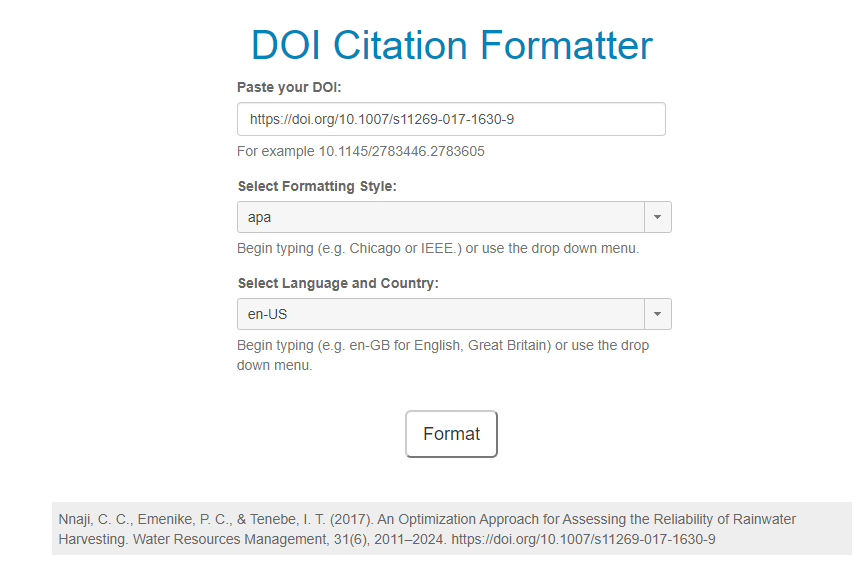 DOI Citation Formatter
Paste your DOI:
https://doi.org/10.1007/s11269-017-1630-9
For example 10.1145/2783446.2783605
Select Formatting Style:
apa
Begin typing (e.g. Chicago or IEEE.) or use the drop down menu.
Select Language and Country:
en-US
Begin typing (e.g. en-GB for English, Great Britain) or use the drop
down menu.
Format
Nnaji, C. C., Emenike, P. C., & Tenebe, I. T. (2017). An Optimization Approach for Assessing the Reliability of Rainwater
Harvesting. Water Resources Management, 31(6), 2011–2024. https://doi.org/10.1007/s11269-017-1630-9